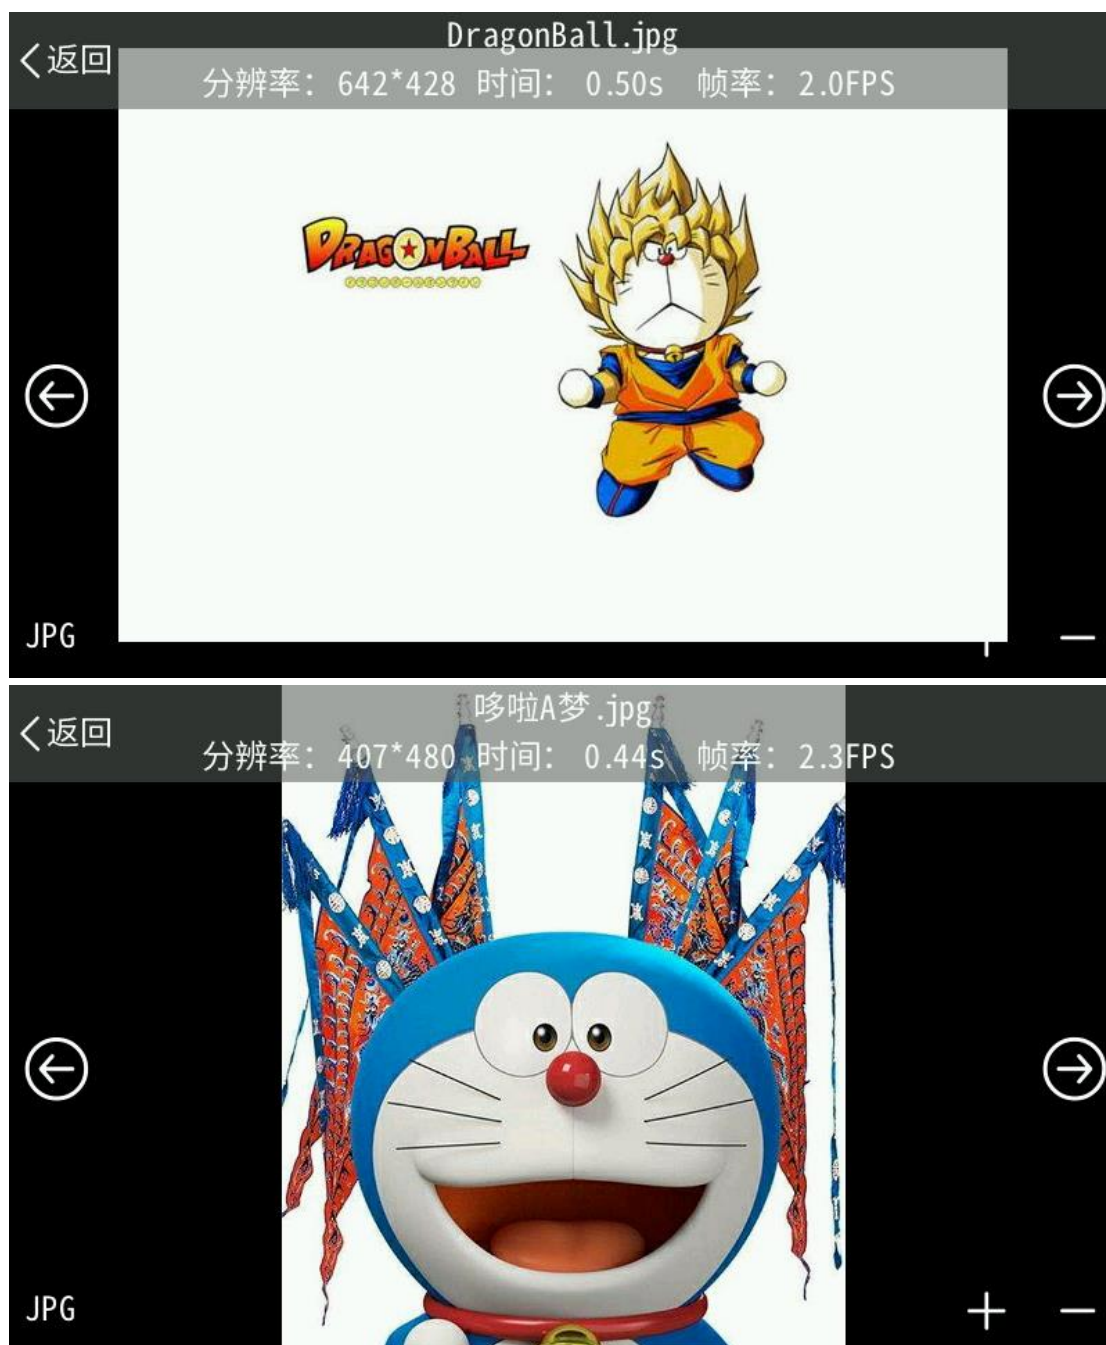 DragonBall.jpg
返回
分辨率: 642*428 时间: 0.50s 帧率: 2.0FPS
DRAGONBALL
JPG
哆啦A梦.jpg
返回
分辨率: 407*480 时间: 0.44s 帧率: 2.3FPS
JPG